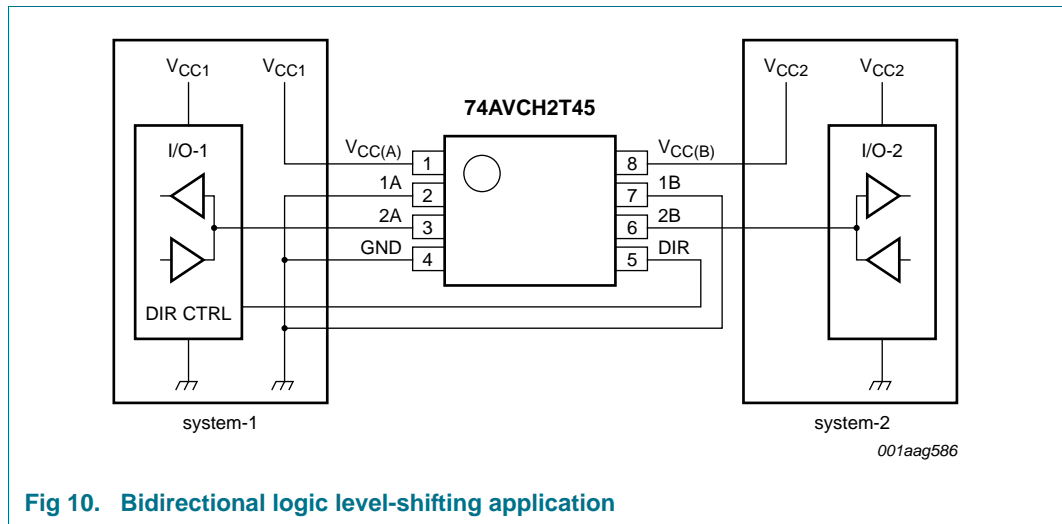 VCC1 VCC1
I/O-1
DIR CTRL
system-1
74AVCH2T45
VCC(A) 1
1A 2
2A 3
GND 4
8 VCC(B)
7 1B
6 2B
5 DIR
VCC2 VCC2
I/O-2
system-2
001aag586
Fig 10. Bidirectional logic level-shifting application